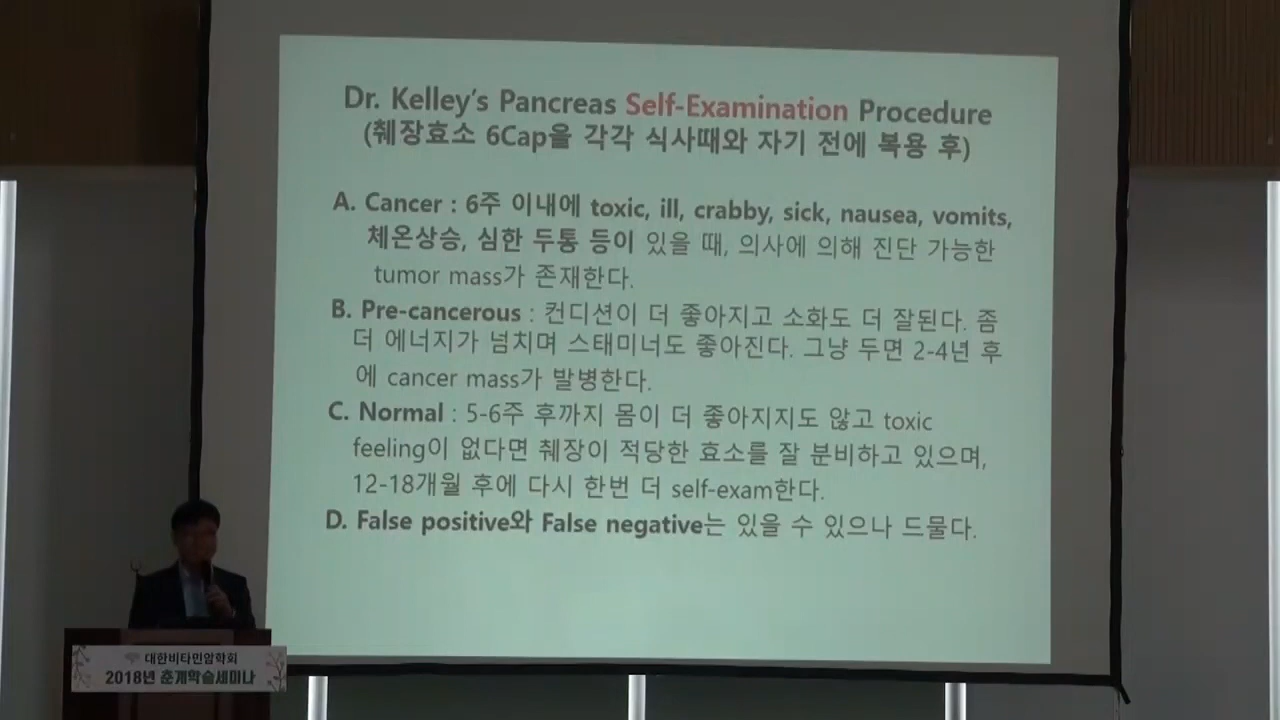 Dr. Kelley's Pancreas Self-Examination Procedure
(췌장효소 6Cap을 각각 식사때와 자기 전에 복용 후)
A. Cancer : 6주 이내에 toxic, ill, crabby, sick, nausea, vomits,
체온상승, 심한 두통 등이 있을 때, 의사에 의해 진단 가능한
tumor mass가 존재한다.
B. Pre-cancerous : 컨디션이 더 좋아지고 소화도 더 잘된다. 좀
더 에너지가 넘치며 스태미너도 좋아진다. 그냥 두면 2-4년 후
에 cancer mass가 발병한다.
C. Normal : 5-6주 후까지 몸이 더 좋아지지도 않고 toxic
feeling이 없다면 췌장이 적당한 효소를 잘 분비하고 있으며,
12-18개월 후에 다시 한번 더 self-exam한다.
D. False positive와 False negative는 있을 수 있으나 드물다.
대한비타민암학회
2018년 춘계학술세미나